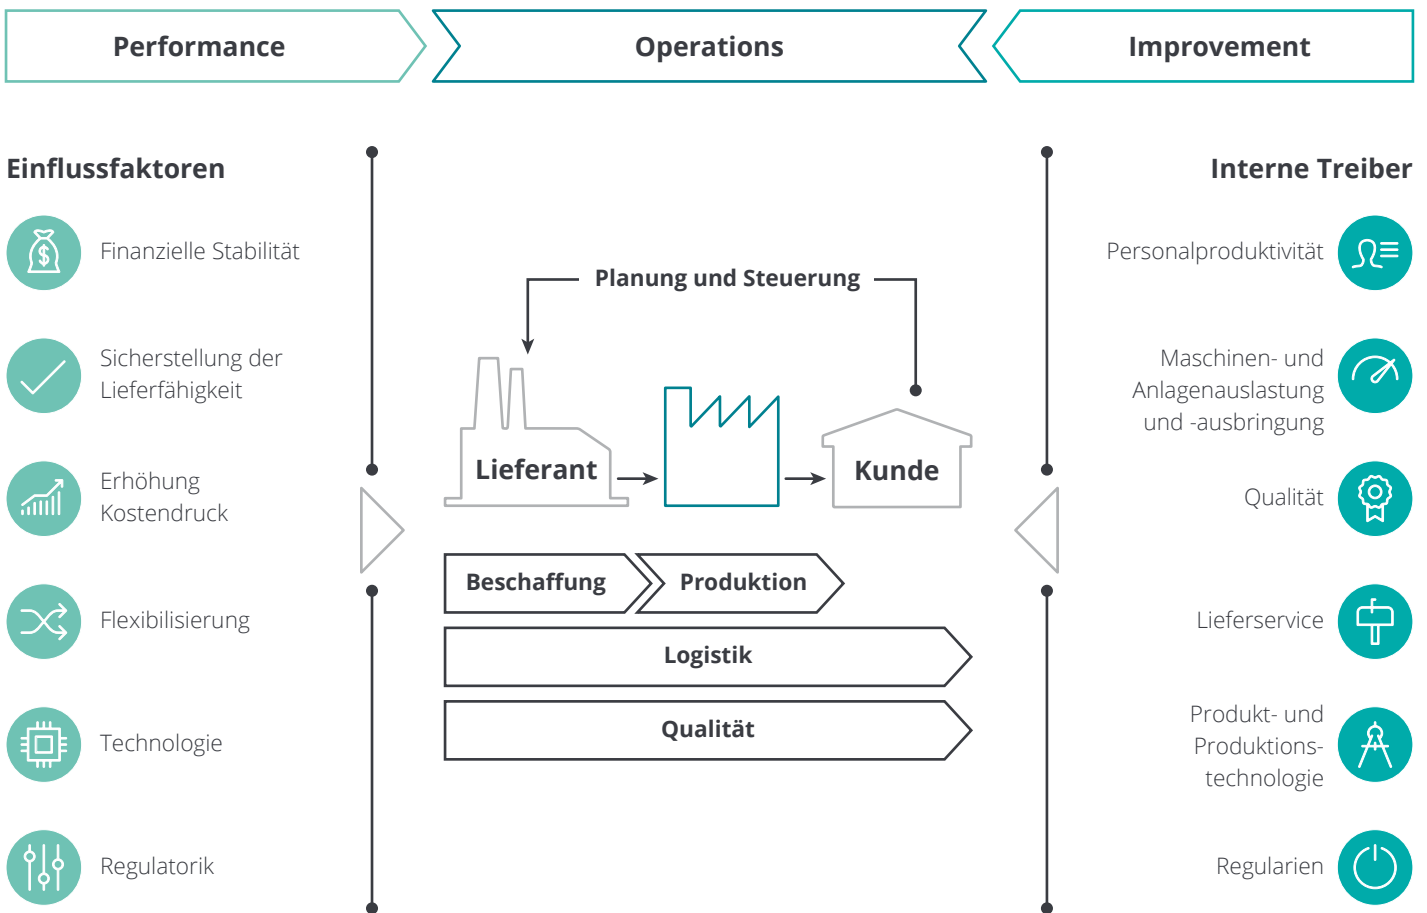 Performance
Operations
Improvement
Einflussfaktoren
Finanzielle Stabilität
Sicherstellung der
Lieferfähigkeit
Erhöhung
Kostendruck
Flexibilisierung
Technologie
Regulatorik
Planung und Steuerung
Lieferant
Kunde
Beschaffung
Produktion
Logistik
Qualität
Interne Treiber
Personalproduktivität
Maschinen- und
Anlagenauslastung
und -ausbringung
Qualität
Lieferservice
Produkt- und
Produktions-
technologie
Regularien